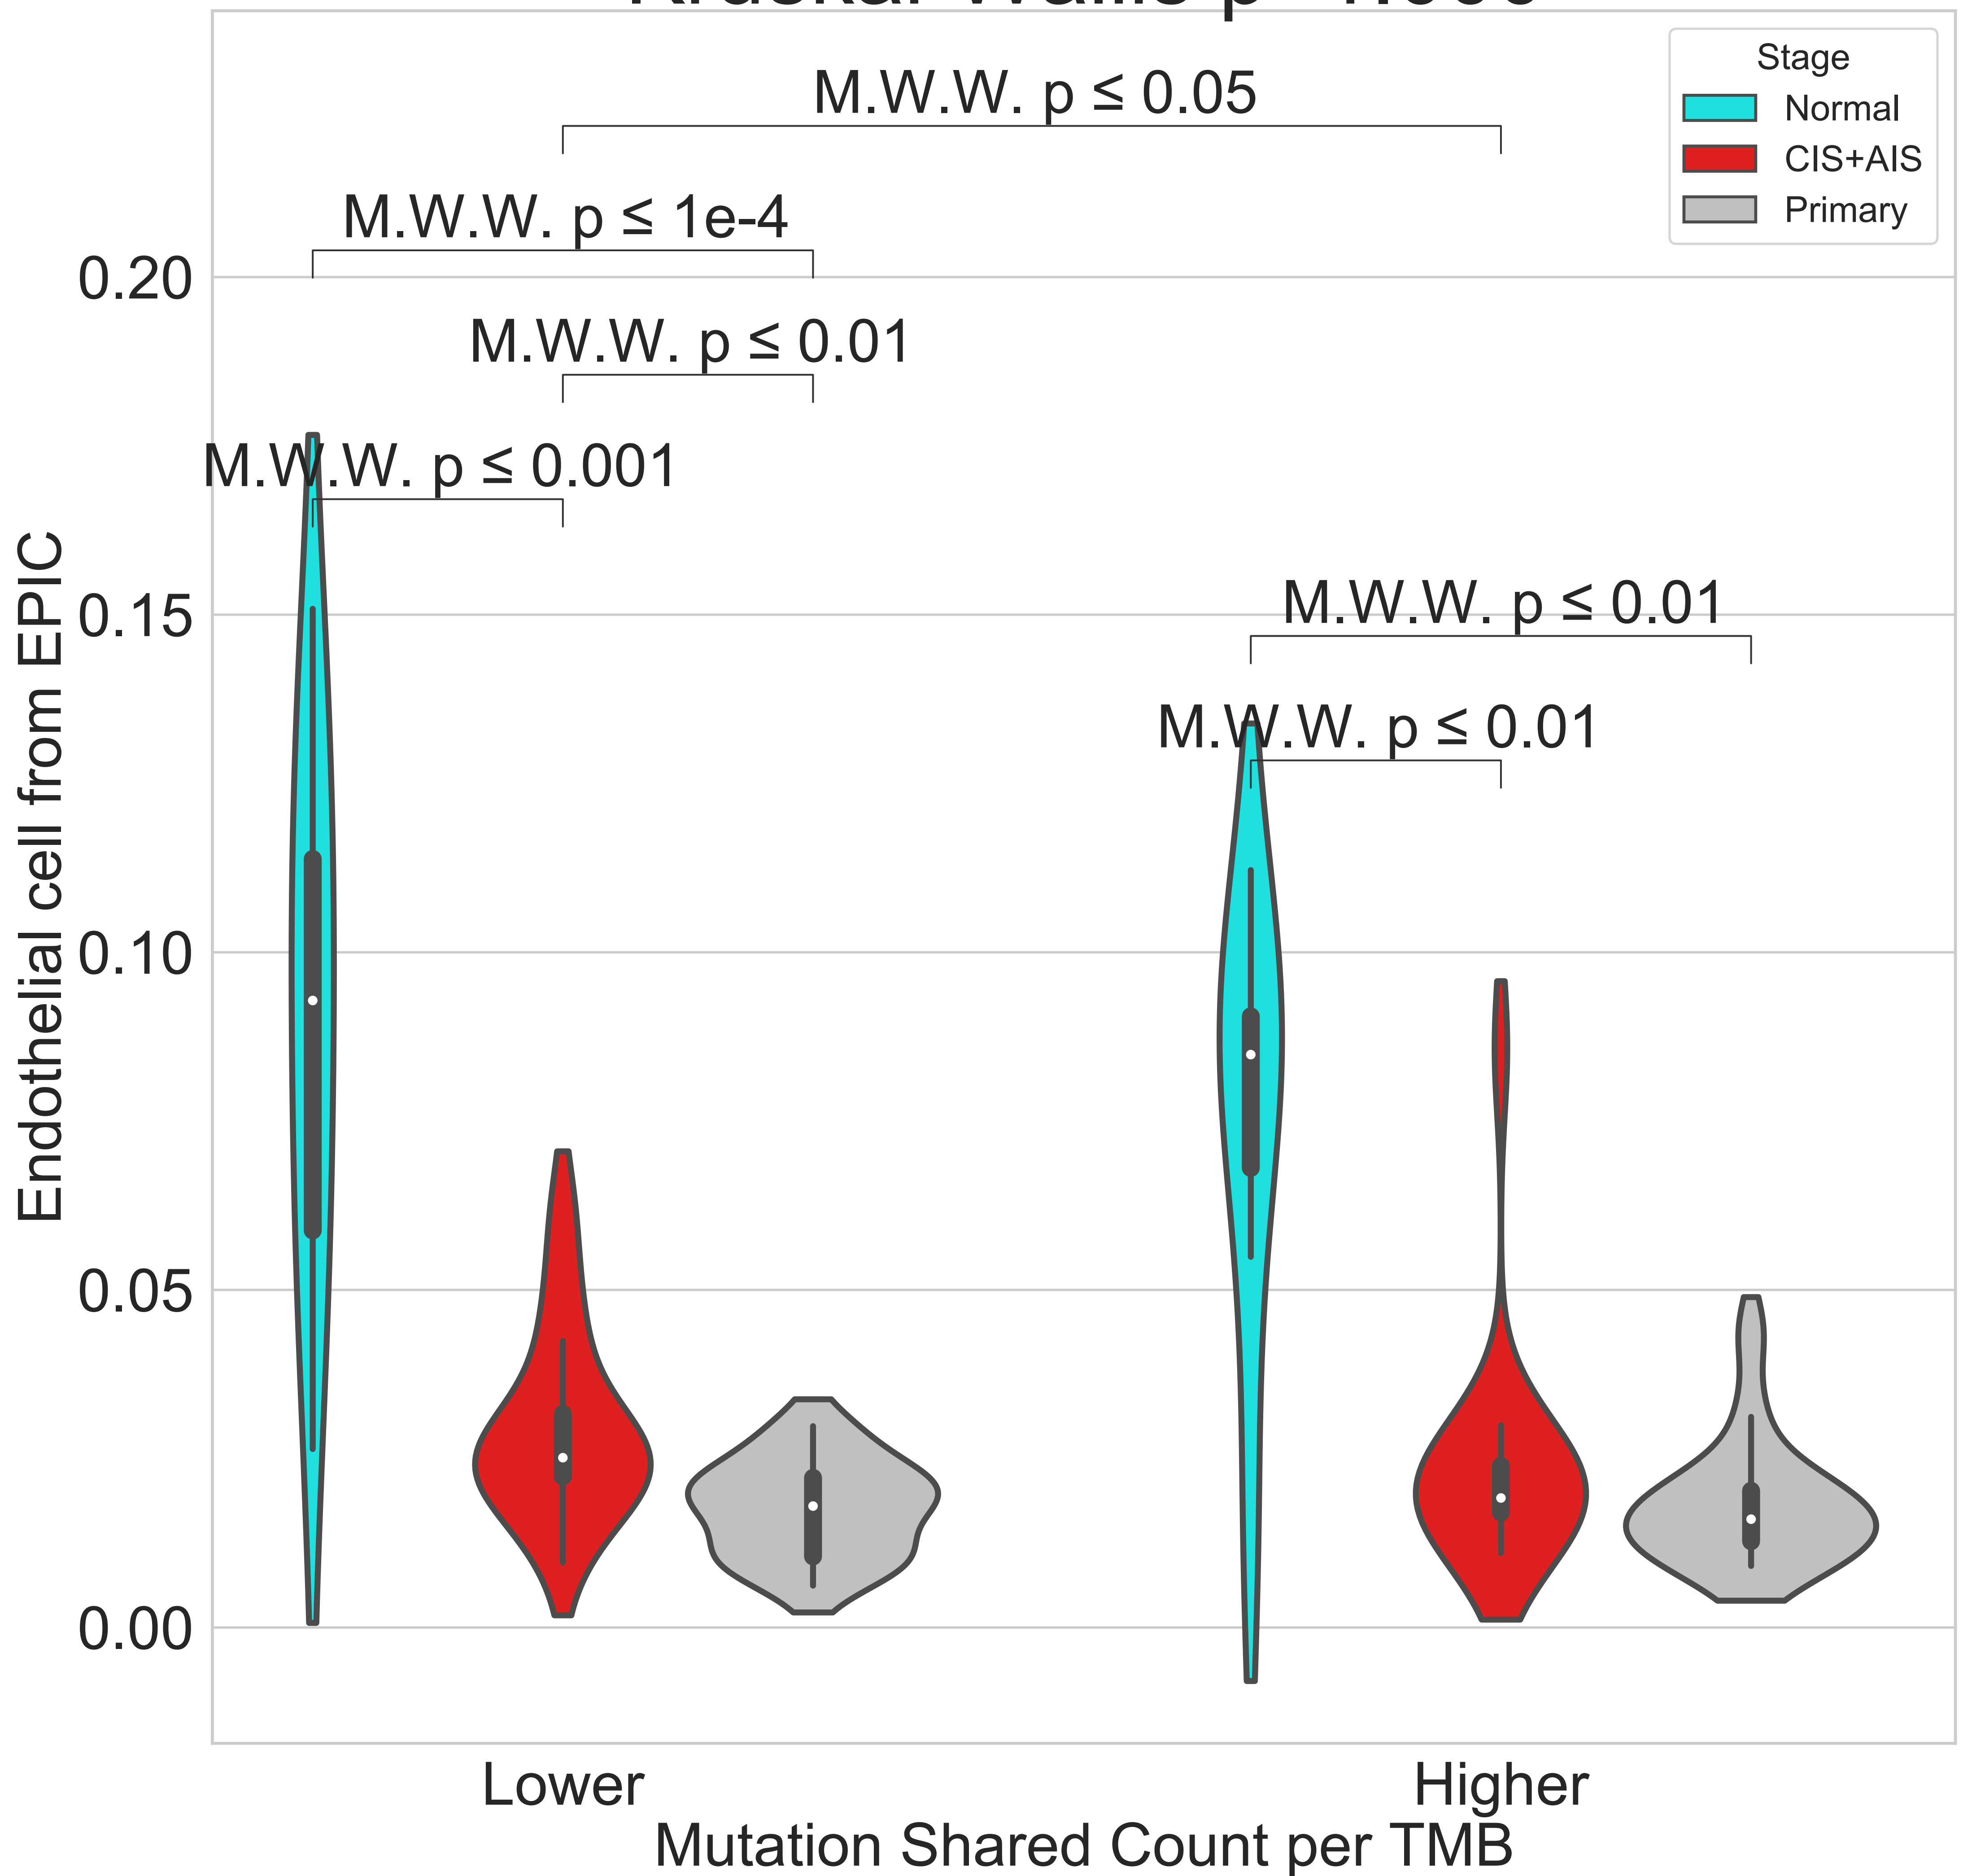 Stage
Normal
CIS+AIS
Primary
M.W.W. p ≤ 0.05
M.W.W. p ≤ 1e-4
M.W.W. p ≤ 0.01
M.W.W. p ≤ 0.001
M.W.W. p ≤ 0.01
M.W.W. p ≤ 0.01
Endothelial cell from EPIC
0.20
0.15
0.10
0.05
0.00
Lower
Higher
Mutation Shared Count per TMB